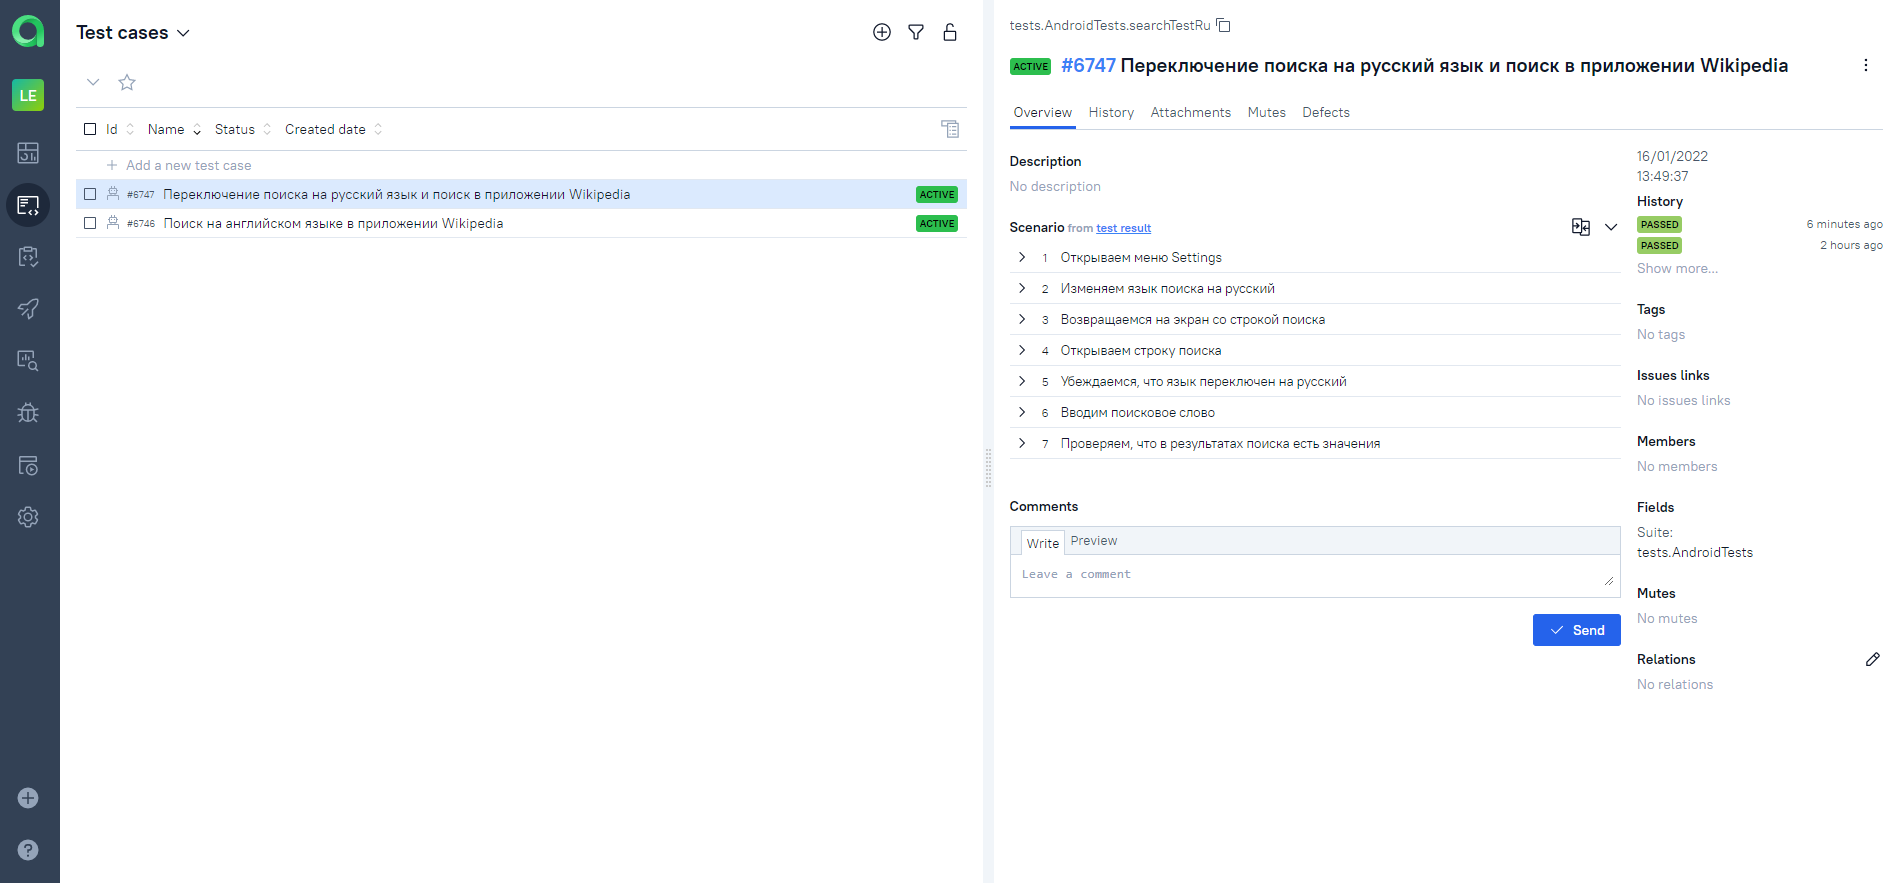 LE
Test cases
Id Name Status Created date
Add a new test case
#6747 Переключение поиска на русский язык и поиск в приложении Wikipedia ACTIVE
#6746 Поиск на английском языке в приложении Wikipedia ACTIVE
tests.AndroidTests.searchTestRu
ACTIVE #6747 Переключение поиска на русский язык и поиск в приложении Wikipedia
Overview History Attachments Mutes Defects
Description
No description
Scenario from test result
1 Открываем меню Settings
2 Изменяем язык поиска на русский
3 Возвращаемся на экран со строкой поиска
4 Открываем строку поиска
5 Убеждаемся, что язык переключен на русский
6 Вводим поисковое слово
7 Проверяем, что в результатах поиска есть значения
Comments
Write Preview
Leave a comment
Send
16/01/2022
13:49:37
History
PASSED 6 minutes ago
PASSED 2 hours ago
Show more...
Tags
No tags
Issues links
No issues links
Members
No members
Fields
Suite:
tests.AndroidTests
Mutes
No mutes
Relations
No relations